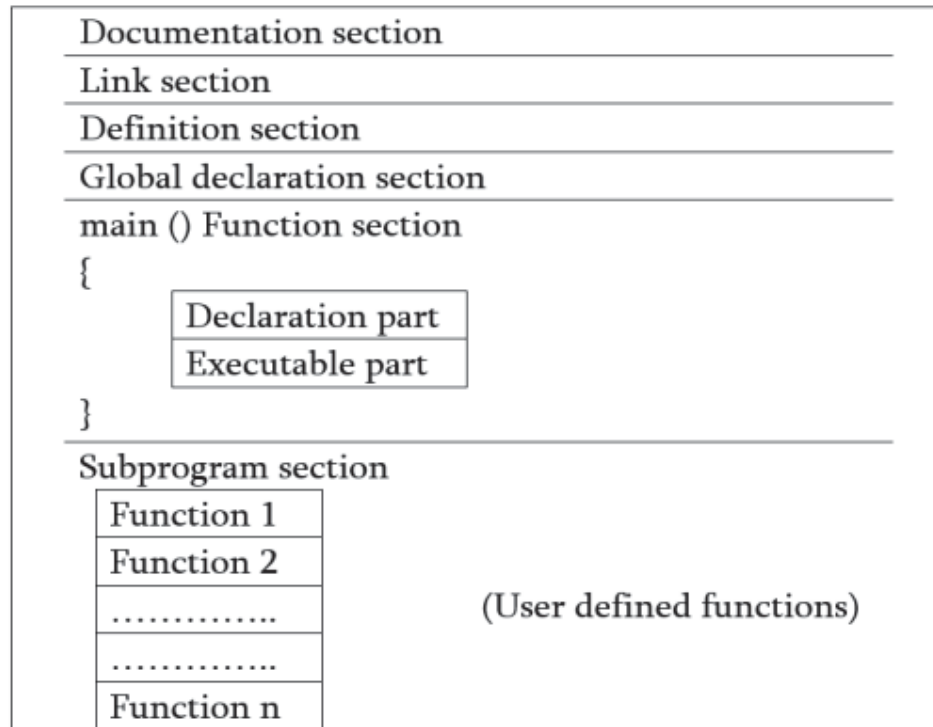 Documentation section
Link section
Definition section
Global declaration section
main () Function section
{
Declaration part
Executable part
}
Subprogram section
Function 1
Function 2
…………..
(User defined functions)
…………..
Function n